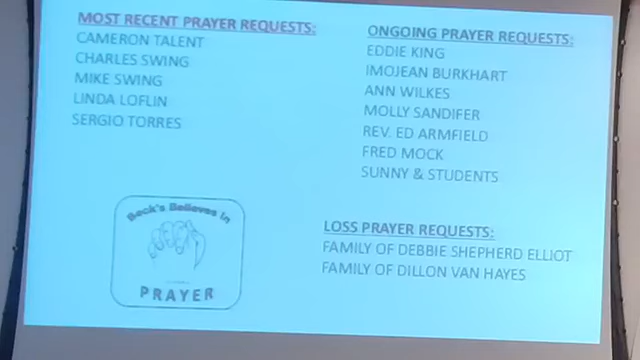 MOST RECENT PRAYER REQUESTS:
CAMERON TALENT
CHARLES SWING
MIKE SWING
LINDA LOFLIN
SERGIO TORRES
ONGOING PRAYER REQUESTS:
EDDIE KING
IMOJEAN BURKHART
ANN WILKES
MOLLY SANDIFER
REV. ED ARMFIELD
FRED MOCK
SUNNY & STUDENTS
Beck's Believes In
PRAYER
LOSS PRAYER REQUESTS:
FAMILY OF DEBBIE SHEPHERD ELLIOT
FAMILY OF DILLON VAN HAYES